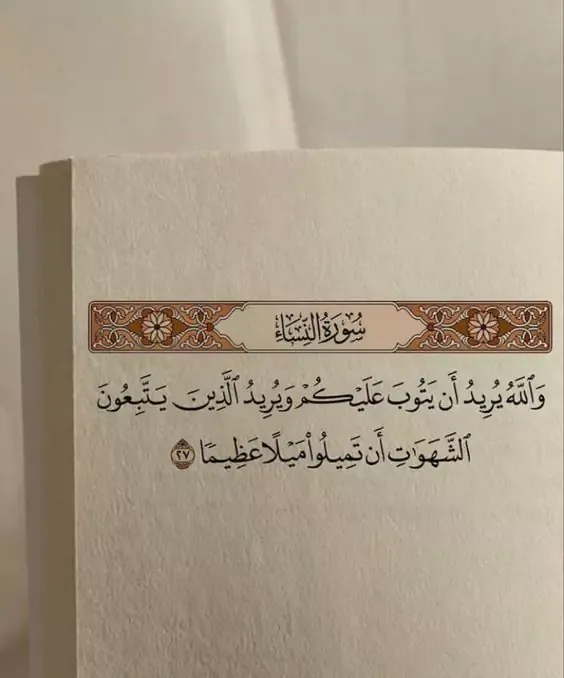 سُورَةُ النِّسَاءِ
وَٱللَّهُ يُرِيدُ أَن يَتُوبَ عَلَيْكُمْ وَيُرِيدُ ٱلَّذِينَ يَتَّبِعُونَ
ٱلشَّهَوَٰتِ أَن تَمِيلُوا۟ مَيْلًا عَظِيمًا ٢٧